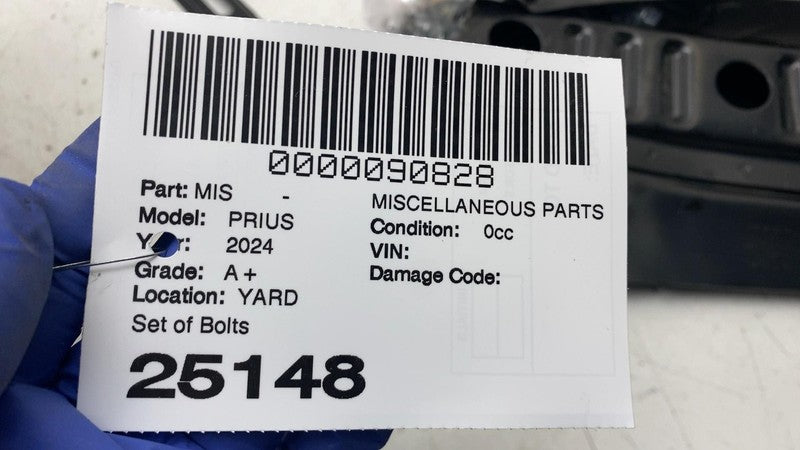 0000090828
Part: MIS - MISCELLANEOUS PARTS
Model: PRIUS Condition: 0cc
Year: 2024 VIN:
Grade: A+ Damage Code:
Location: YARD
Set of Bolts
25148